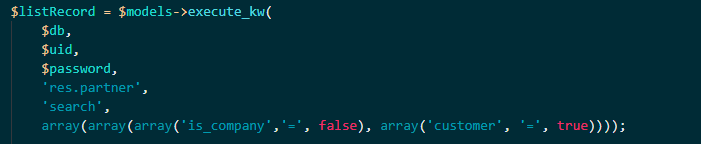 $listRecord = $models->execute_kw(
$db,
$uid,
$password,
'res.partner',
'search',
array(array(array('is_company','=', false), array('customer', '=', true))));